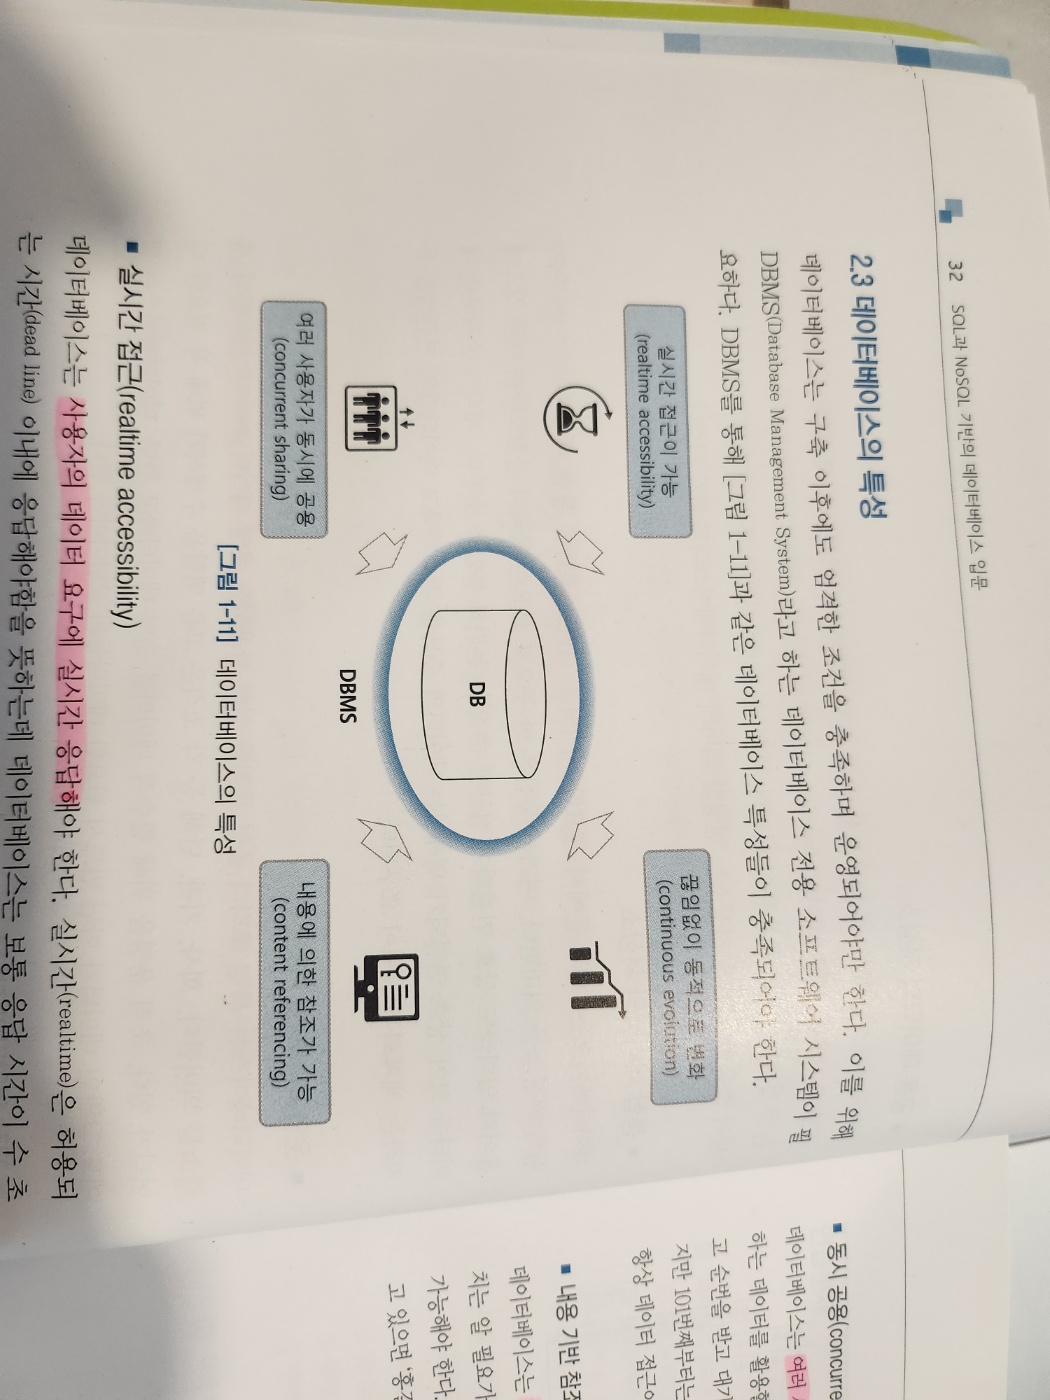 32 SQL과 NoSQL 기반의 데이터베이스 입문
2.3 데이터베이스의 특성
데이터베이스는 구축 이후에도 엄격한 조건을 충족하며 운영되어야만 한다. 이를 위해
DBMS(Database Management System)라고 하는 데이터베이스 전용 소프트웨어 시스템이 필
요하다. DBMS를 통해 [그림 1-11]과 같은 데이터베이스 특성들이 충족되어야 한다.
실시간 접근이 가능
(realtime accessibility)
끊임없이 동적으로 변화
(continuous evolution)
DB
DBMS
여러 사용자가 동시에 공용
(concurrent sharing)
내용에 의한 참조가 가능
(content referencing)
[그림 1-11] 데이터베이스의 특성
■ 실시간 접근(realtime accessibility)
데이터베이스는 사용자의 데이터 요구에 실시간 응답해야 한다. 실시간(realtime)은 허용되
는 시간(dead line) 이내에 응답해야함을 뜻하는데 데이터베이스는 보통 응답 시간이 수 초
■ 동시 공용(concurre
데이터베이스는 여러
하는 데이터를 활용할
고 순번을 받고 대기
지만 101번째부터는
항상 데이터 접근이
■ 내용 기반 참조
데이터베이스는
치는 알 필요가
가능해야 한다.
고 있으면 '홍길